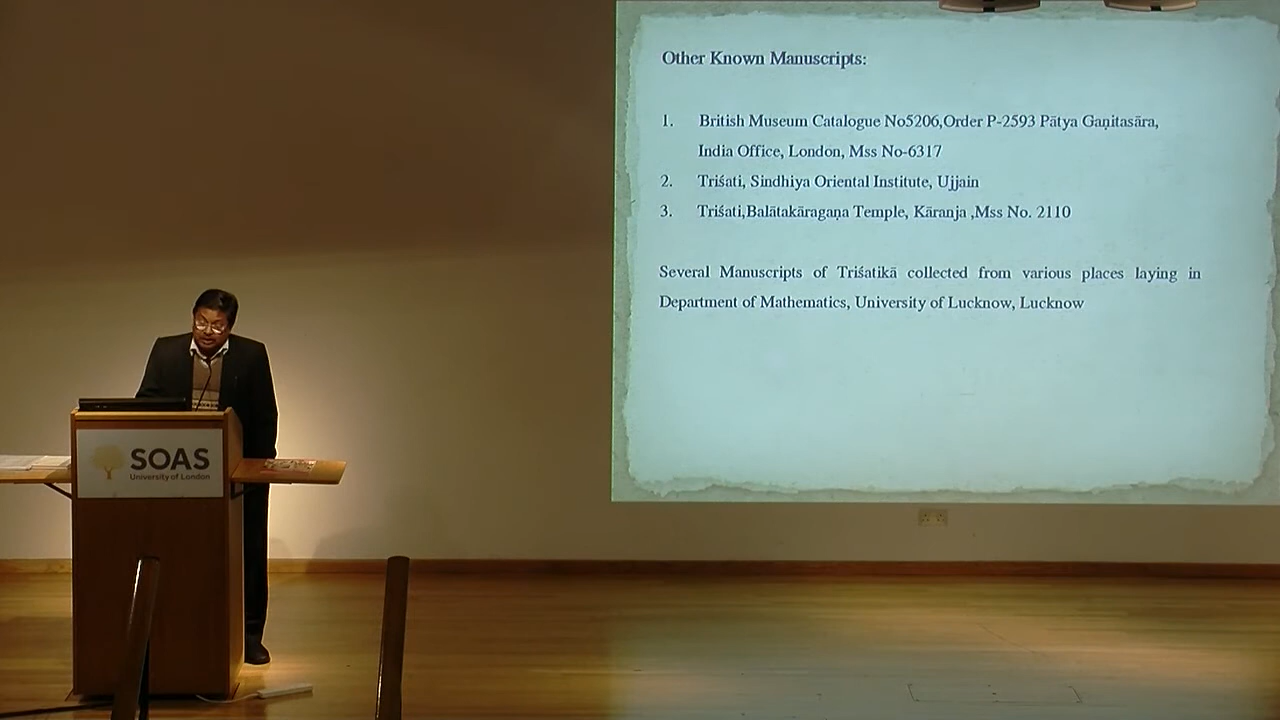 Other Known Manuscripts:
1. British Museum Catalogue No5206,Order P-2593 Pātya Gaṇitasāra,
India Office, London, Mss No-6317
2. Triśati, Sindhiya Oriental Institute, Ujjain
3. Triśati,Balātakāragaṇa Temple, Kāranja ,Mss No. 2110
Several Manuscripts of Triśatikā collected from various places laying in
Department of Mathematics, University of Lucknow, Lucknow
SOAS
University of London